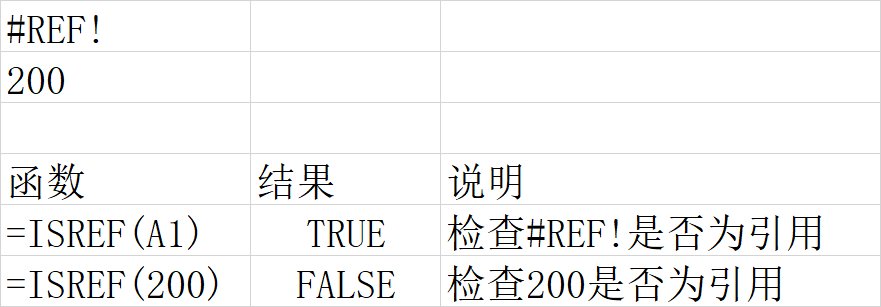 #REF!
200
函数 结果 说明
=ISREF(A1) TRUE 检查#REF!是否为引用
=ISREF(200) FALSE 检查200是否为引用